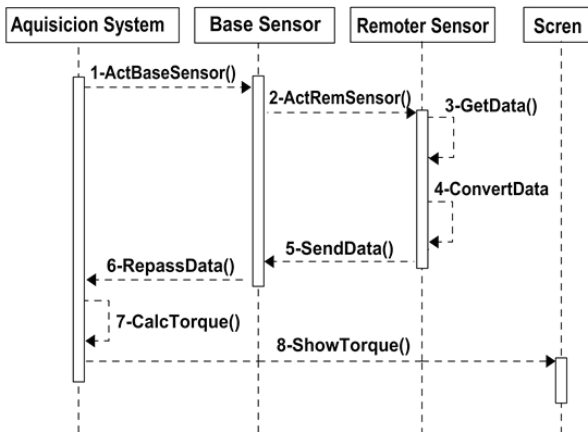 Aquisicion System
Base Sensor
Remoter Sensor
Scren
1-ActBaseSensor()
2-ActRemSensor()
3-GetData()
4-ConvertData
5-SendData()
6-RepassData()
7-CalcTorque()
8-ShowTorque()